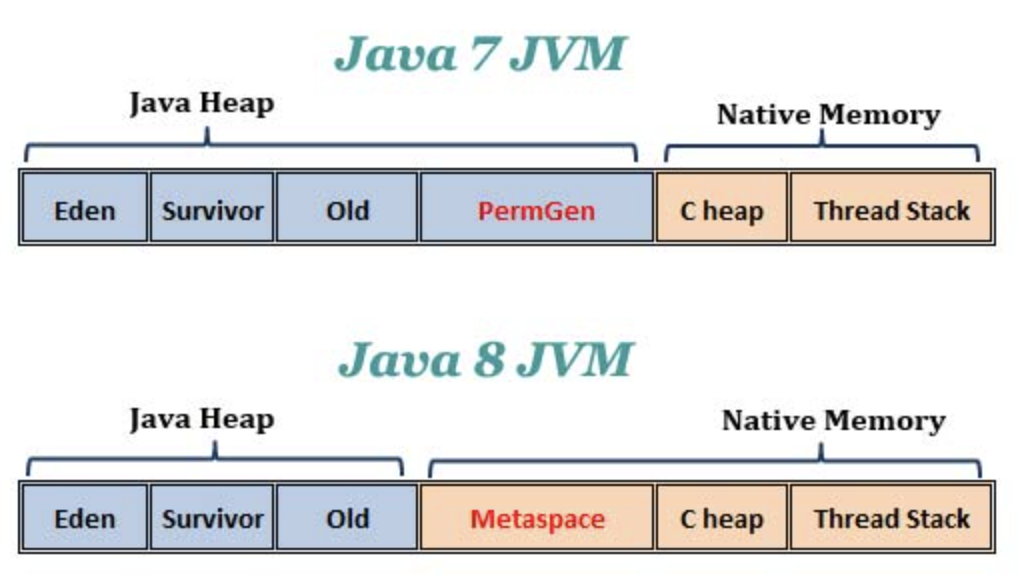 Java 7 JVM
Java Heap
Native Memory
Eden Survivor Old PermGen C heap Thread Stack
Java 8 JVM
Java Heap
Native Memory
Eden Survivor Old Metaspace C heap Thread Stack